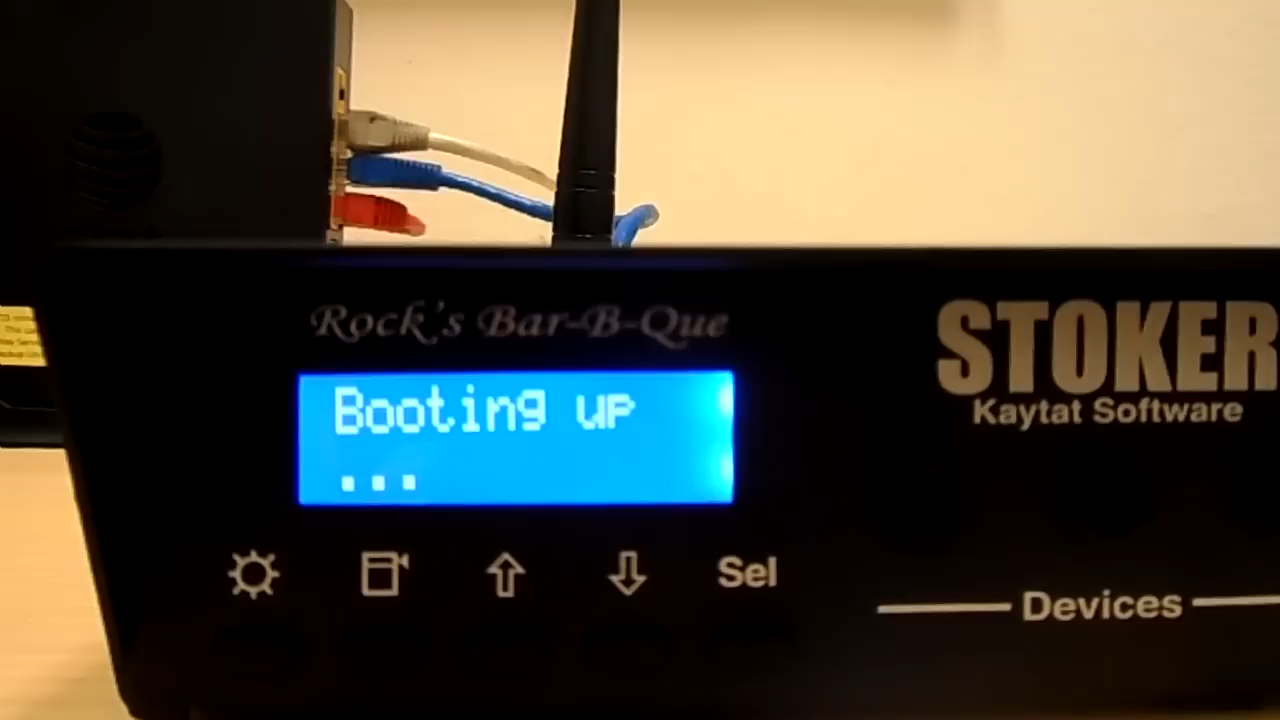 Rock's Bar-B-Que
STOKER
Kaytat Software
Booting up
...
Sel
Devices